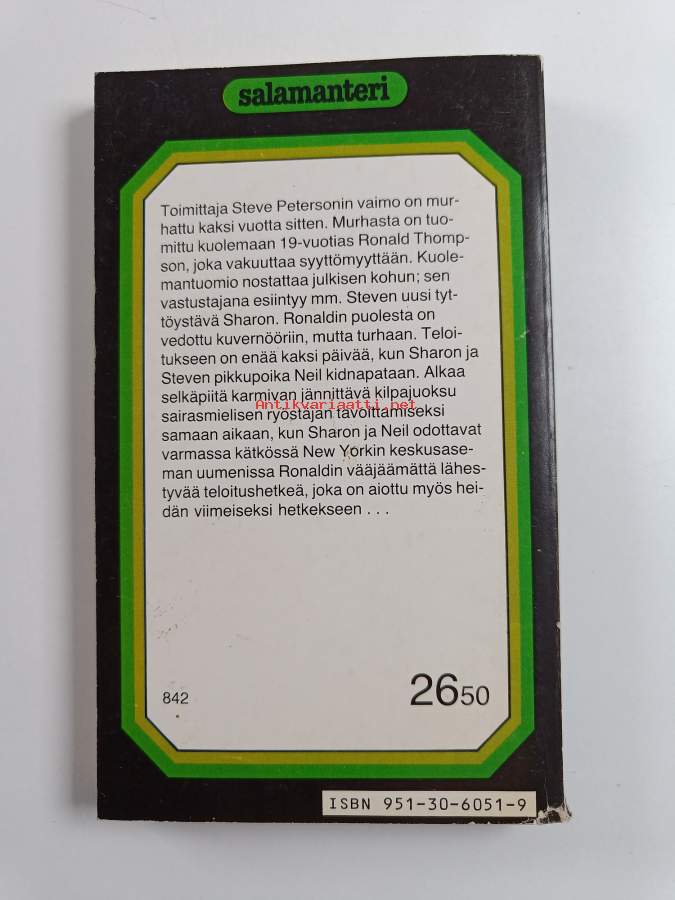 salamanteri
Toimittaja Steve Petersonin vaimo on mur-
hattu kaksi vuotta sitten. Murhasta on tuo-
mittu kuolemaan 19-vuotias Ronald Thomp-
son, joka vakuuttaa syyttömyyttään. Kuole-
mantuomio nostattaa julkisen kohun; sen
vastustajana esiintyy mm. Steven uusi tyt-
töystävä Sharon. Ronaldin puolesta on
vedottu kuvernööriin, mutta turhaan. Teloi-
tukseen on enää kaksi päivää, kun Sharon ja
Steven pikkupoika Neil kidnapataan. Alkaa
selkäpiitä karmivan jännittävä kilpajuoksu
Antikvariaatti.net
sairasmielisen ryöstäjän tavoittamiseksi
samaan aikaan, kun Sharon ja Neil odottavat
varmassa kätkössä New Yorkin keskusase-
man uumenissa Ronaldin vääjäämättä lähes-
tyvää teloitushetkeä, joka on aiottu myös hei-
dän viimeiseksi hetkekseen . . .
842
2650
ISBN 951-30-6051-9